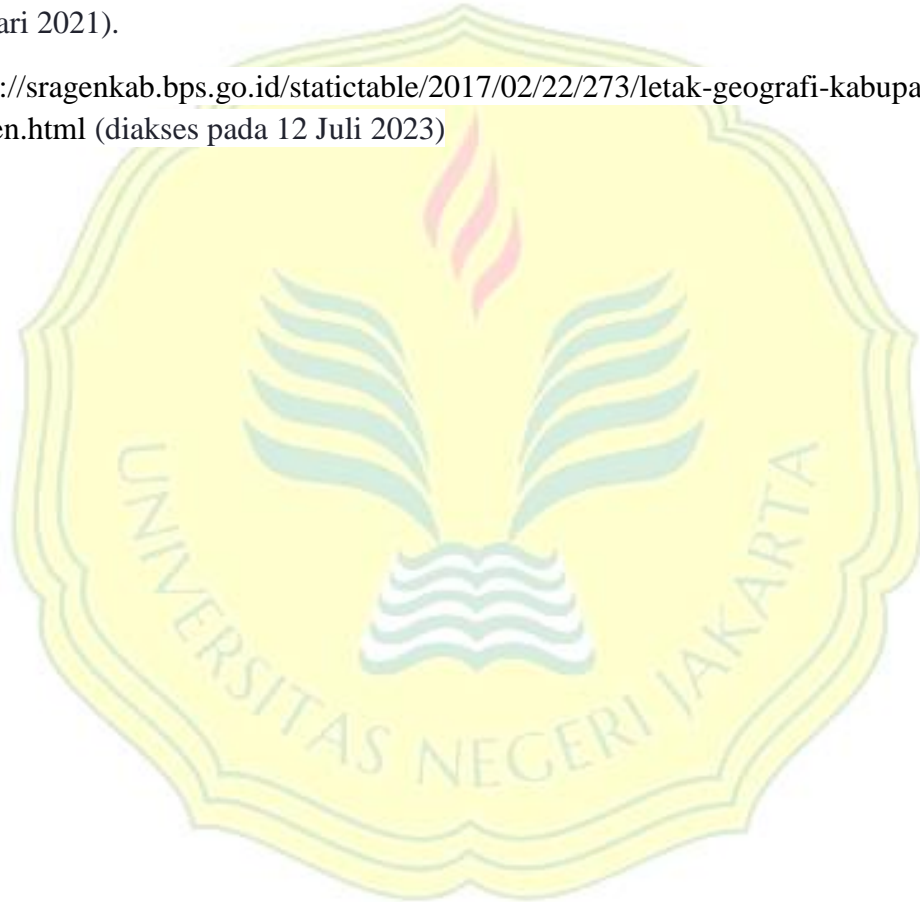 ari 2021).
://sragenkab.bps.go.id/statictable/2017/02/22/273/letak-geografi-kabupa
en.html (diakses pada 12 Juli 2023)
UNIVERSITAS NEGERI JAKARTA